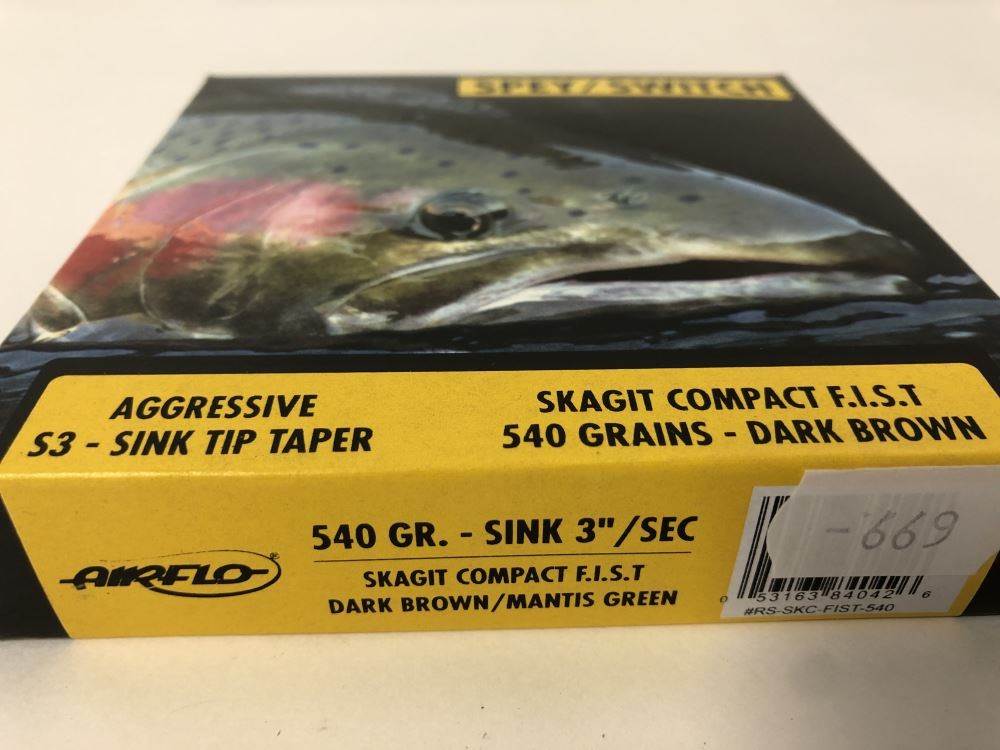 SPEY/SWITCH
AGGRESSIVE
S3 - SINK TIP TAPER
SKAGIT COMPACT F.I.S.T
540 GRAINS - DARK BROWN
AIRFLO®
540 GR. - SINK 3"/SEC
SKAGIT COMPACT F.I.S.T
DARK BROWN/MANTIS GREEN
-669
0 53163 84042 6
#RS-SKC-FIST-540